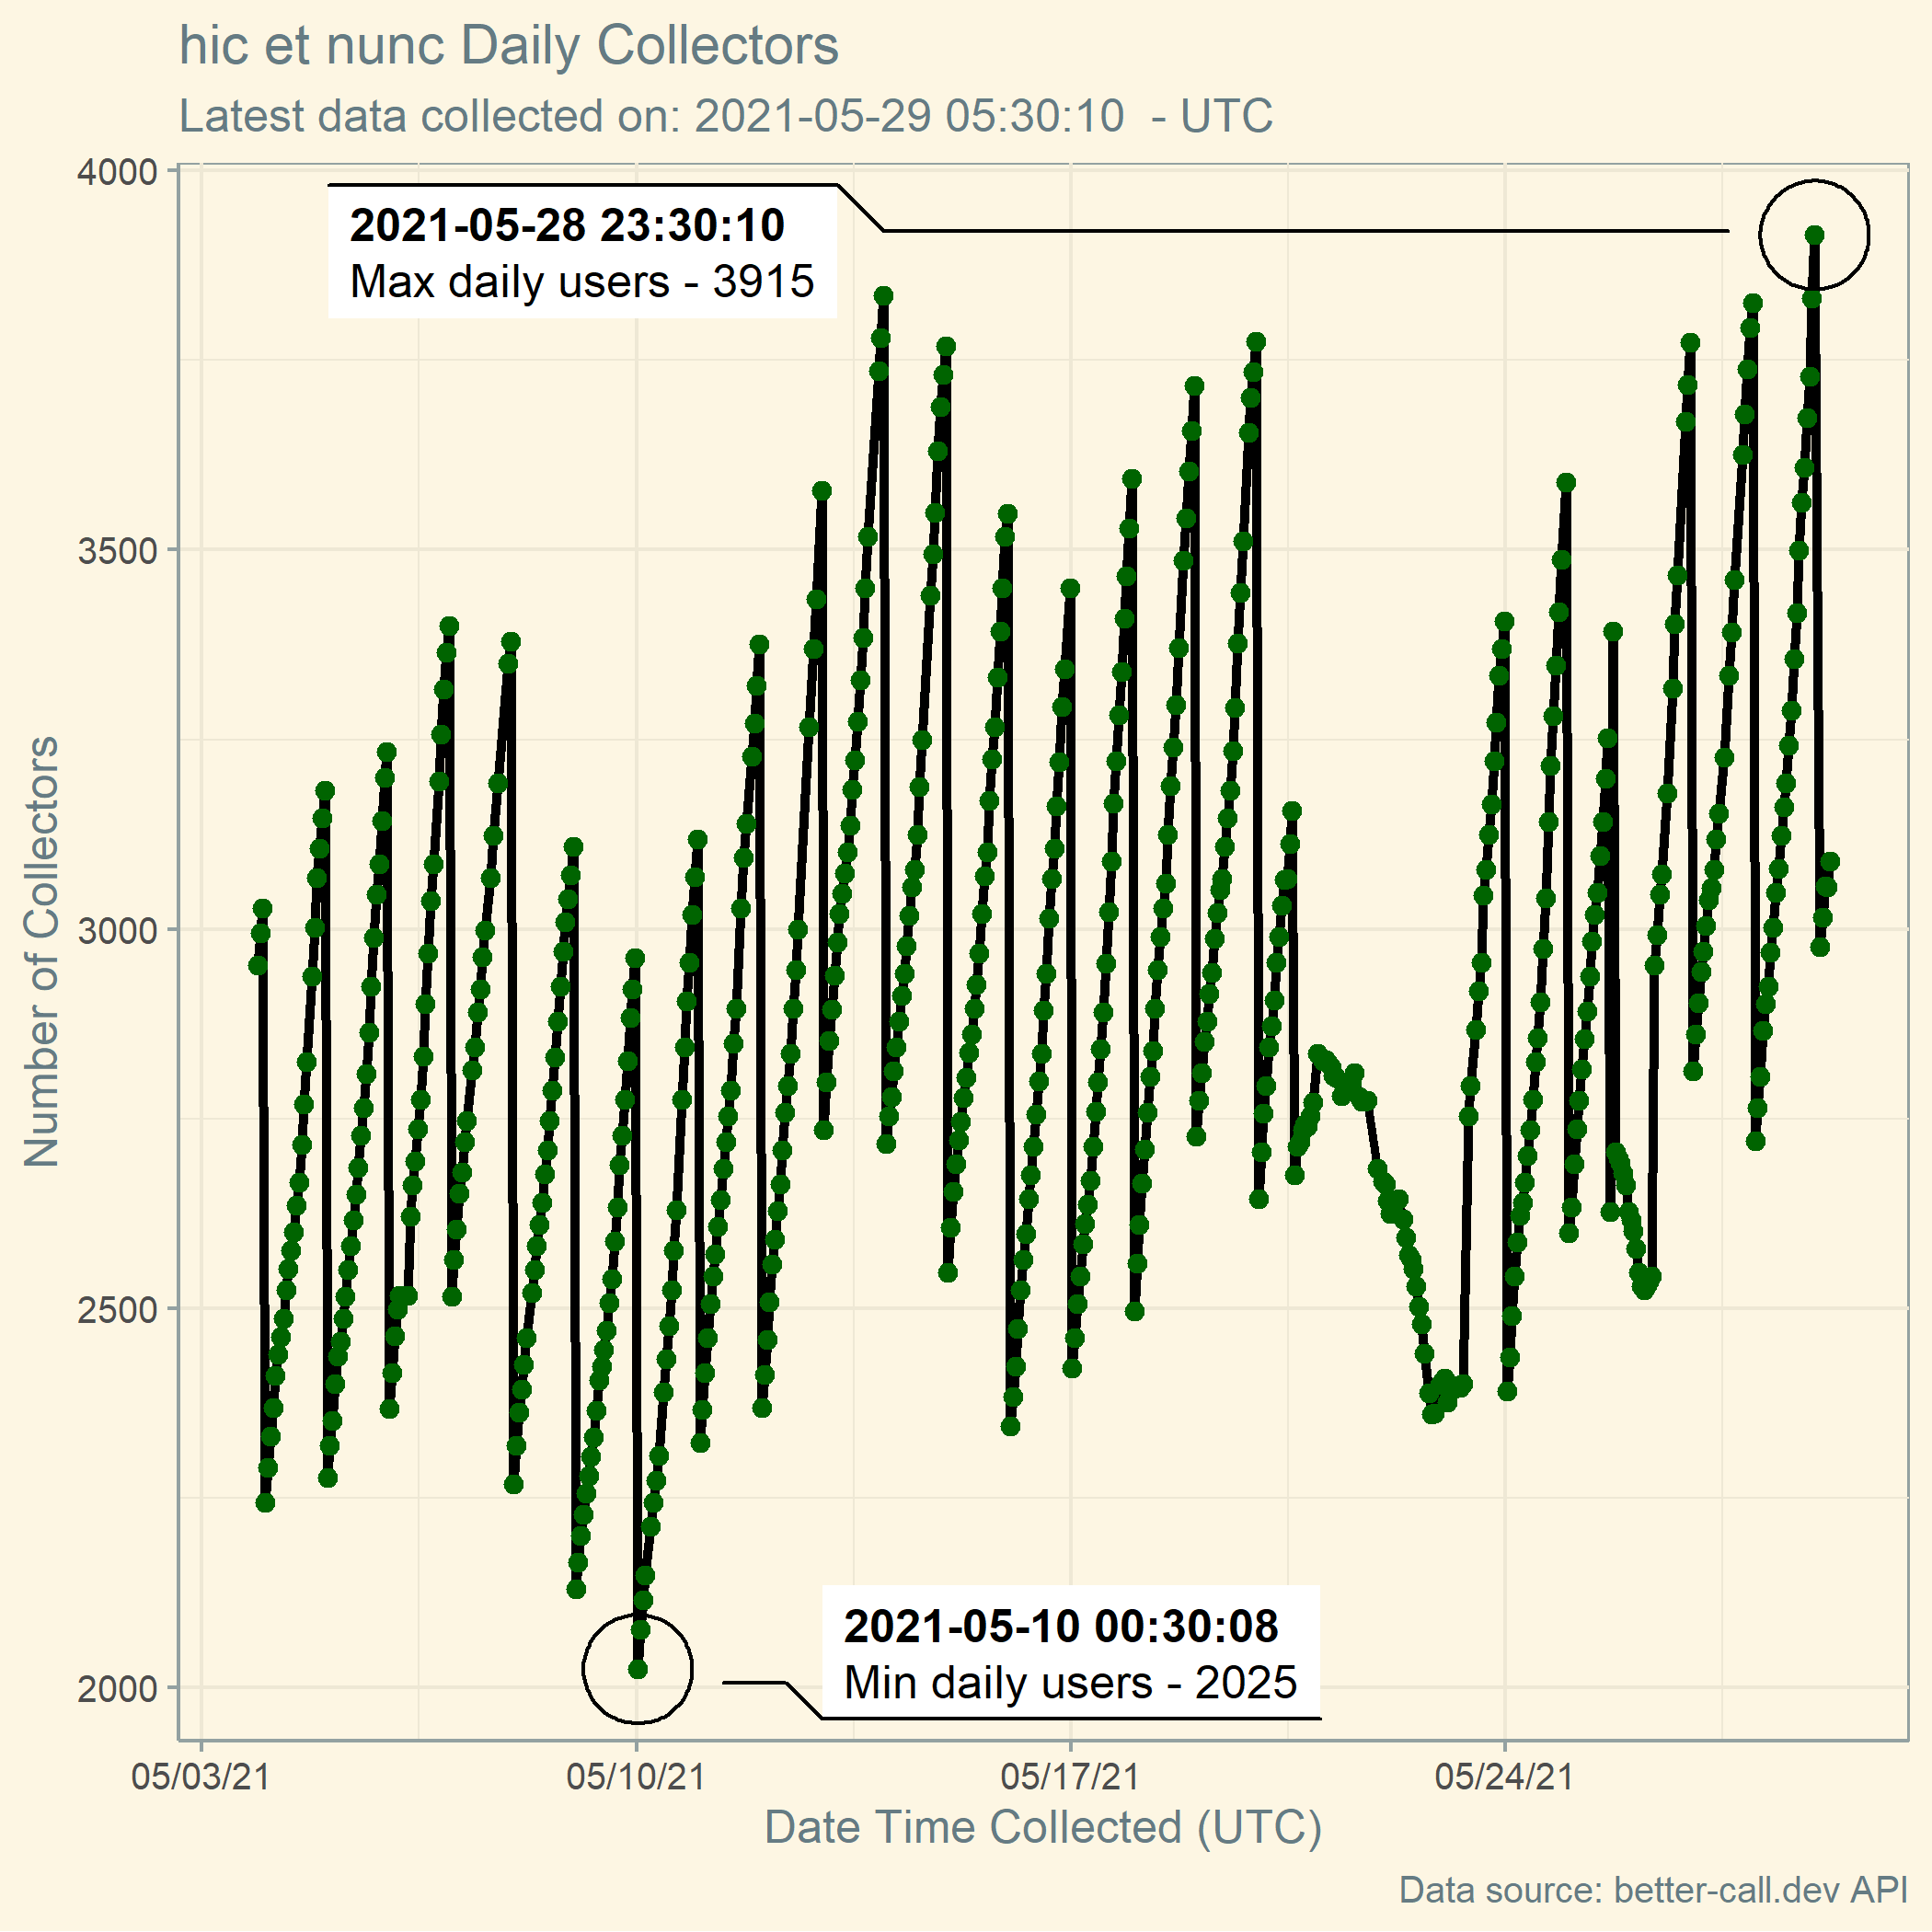 hic et nunc Daily Collectors
Latest data collected on: 2021-05-29 05:30:10  - UTC
4000
2021-05-28 23:30:10
Max daily users - 3915
3500
Number of Collectors
3000
2500
2021-05-10 00:30:08
Min daily users - 2025
2000
05/03/21
05/10/21
05/17/21
05/24/21
Date Time Collected (UTC)
Data source: better-call.dev API